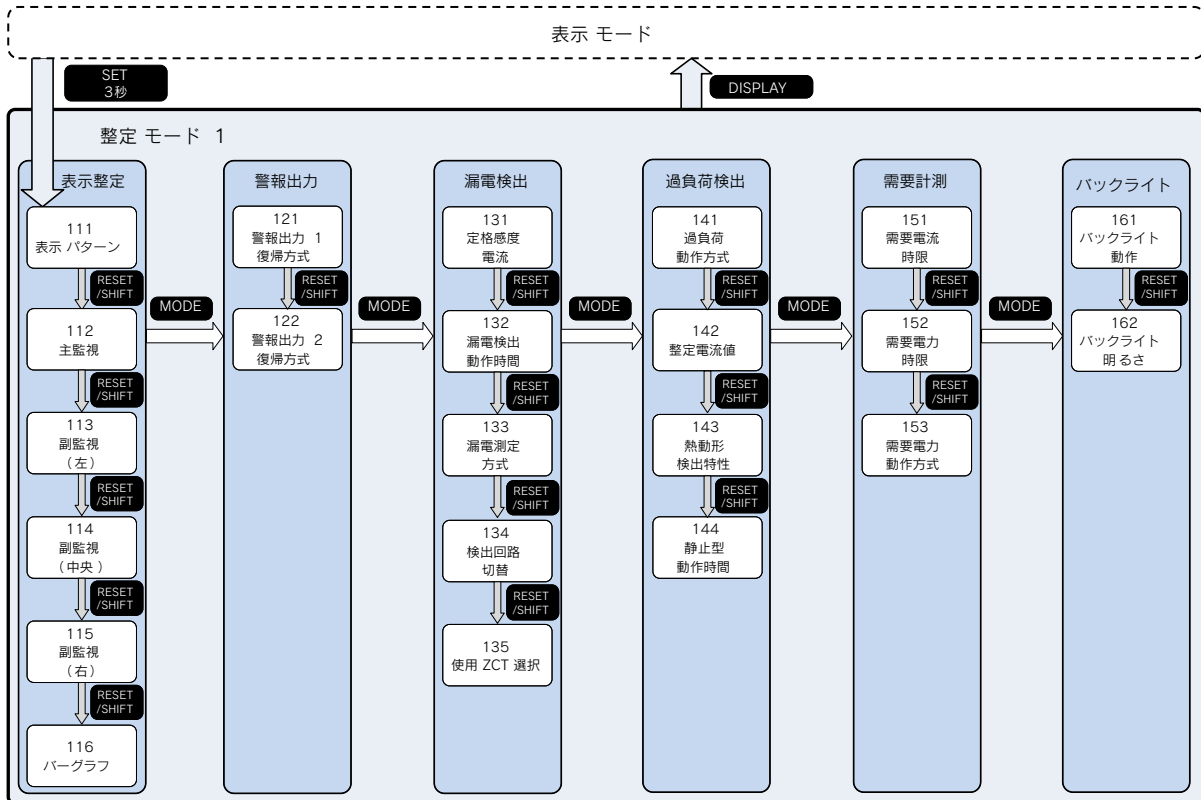 表示 モード
SET
3秒
DISPLAY
整定 モード 1
表示整定
111
表示 パターン
RESET
/SHIFT
112
主監視
RESET
/SHIFT
113
副監視
(左)
RESET
/SHIFT
114
副監視
(中央 )
RESET
/SHIFT
115
副監視
(右)
RESET
/SHIFT
116
バーグラフ
MODE
警報出力
121
警報出力 1
復帰方式
RESET
/SHIFT
122
警報出力 2
復帰方式
MODE
漏電検出
131
定格感度
電流
RESET
/SHIFT
132
漏電検出
動作時間
RESET
/SHIFT
133
漏電測定
方式
RESET
/SHIFT
134
検出回路
切替
RESET
/SHIFT
135
使用 ZCT 選択
MODE
過負荷検出
141
過負荷
動作方式
RESET
/SHIFT
142
整定電流値
RESET
/SHIFT
143
熱動形
検出特性
RESET
/SHIFT
144
静止型
動作時間
MODE
需要計測
151
需要電流
時限
RESET
/SHIFT
152
需要電力
時限
RESET
/SHIFT
153
需要電力
動作方式
MODE
バックライト
161
バックライト
動作
RESET
/SHIFT
162
バックライト
明るさ